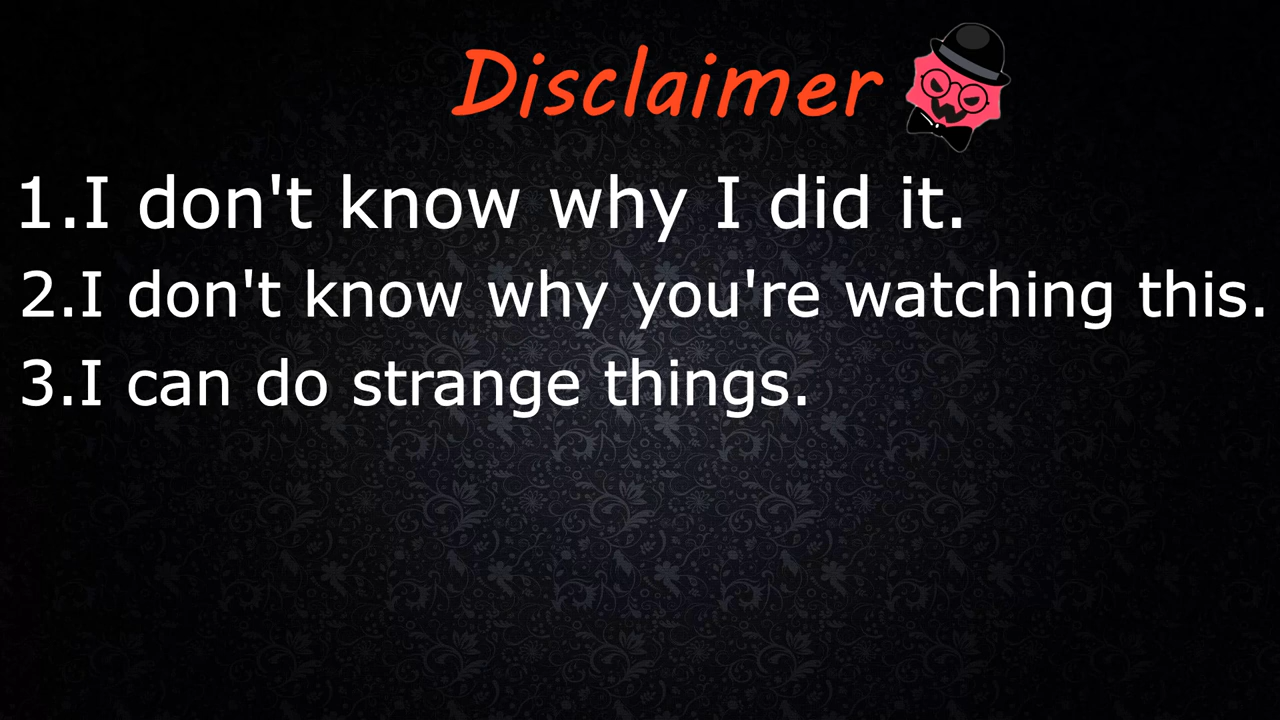 Disclaimer
1.I don't know why I did it.
2.I don't know why you're watching this.
3.I can do strange things.